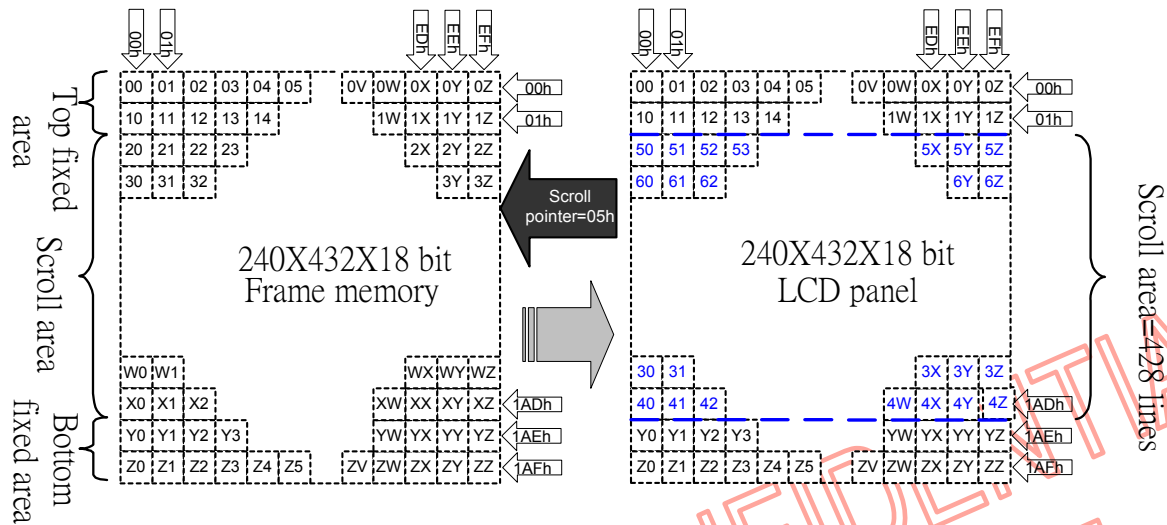 00h 01h EDh EEh EFh
00 01 02 03 04 05 0V 0W 0X 0Y 0Z 00h
10 11 12 13 14 1W 1X 1Y 1Z 01h
20 21 22 23 2X 2Y 2Z
30 31 32 3Y 3Z
240X432X18 bit
Frame memory
W0 W1 WX WY WZ
X0 X1 X2 XW XX XY XZ 1ADh
Y0 Y1 Y2 Y3 YW YX YY YZ 1AEh
Z0 Z1 Z2 Z3 Z4 Z5 ZV ZW ZX ZY ZZ 1AFh
Top fixed
area
Scroll area
Bottom
fixed area
Scroll
pointer=05h
00h 01h EDh EEh EFh
00 01 02 03 04 05 0V 0W 0X 0Y 0Z 00h
10 11 12 13 14 1W 1X 1Y 1Z 01h
50 51 52 53 5X 5Y 5Z
60 61 62 6Y 6Z
240X432X18 bit
LCD panel
30 31 3X 3Y 3Z
40 41 42 4W 4X 4Y 4Z 1ADh
Y0 Y1 Y2 Y3 YW YX YY YZ 1AEh
Z0 Z1 Z2 Z3 Z4 Z5 ZV ZW ZX ZY ZZ 1AFh
Scroll area=428 lines